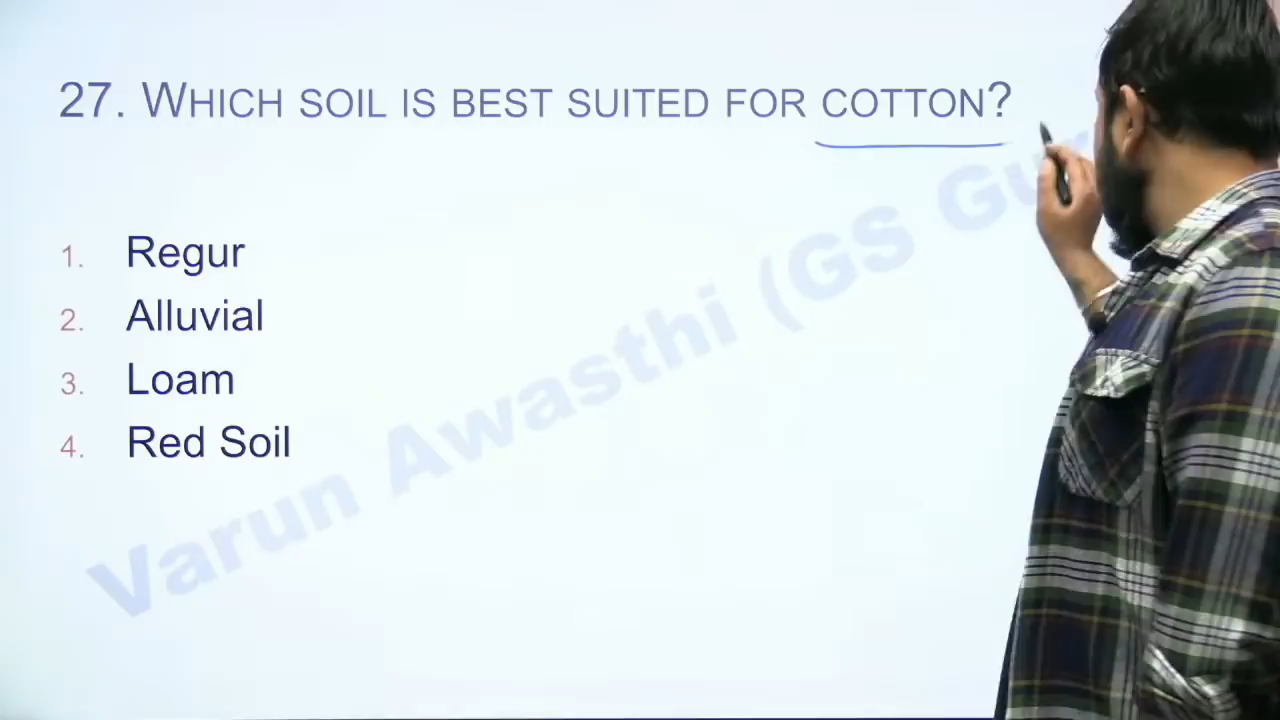 27. WHICH SOIL IS BEST SUITED FOR COTTON?
1. Regur
2. Alluvial
3. Loam
4. Red Soil
Varun Awasthi (GS